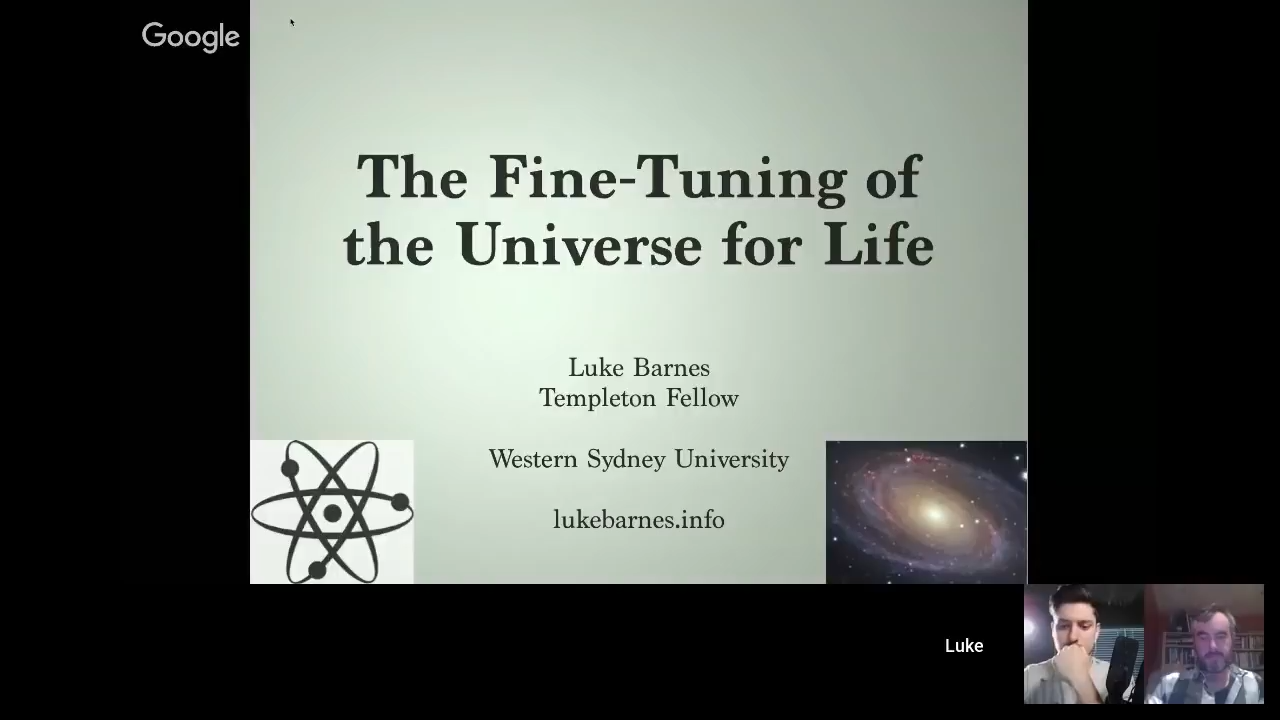 Google
The Fine-Tuning of
the Universe for Life
Luke Barnes
Templeton Fellow
Western Sydney University
lukebarnes.info
Luke